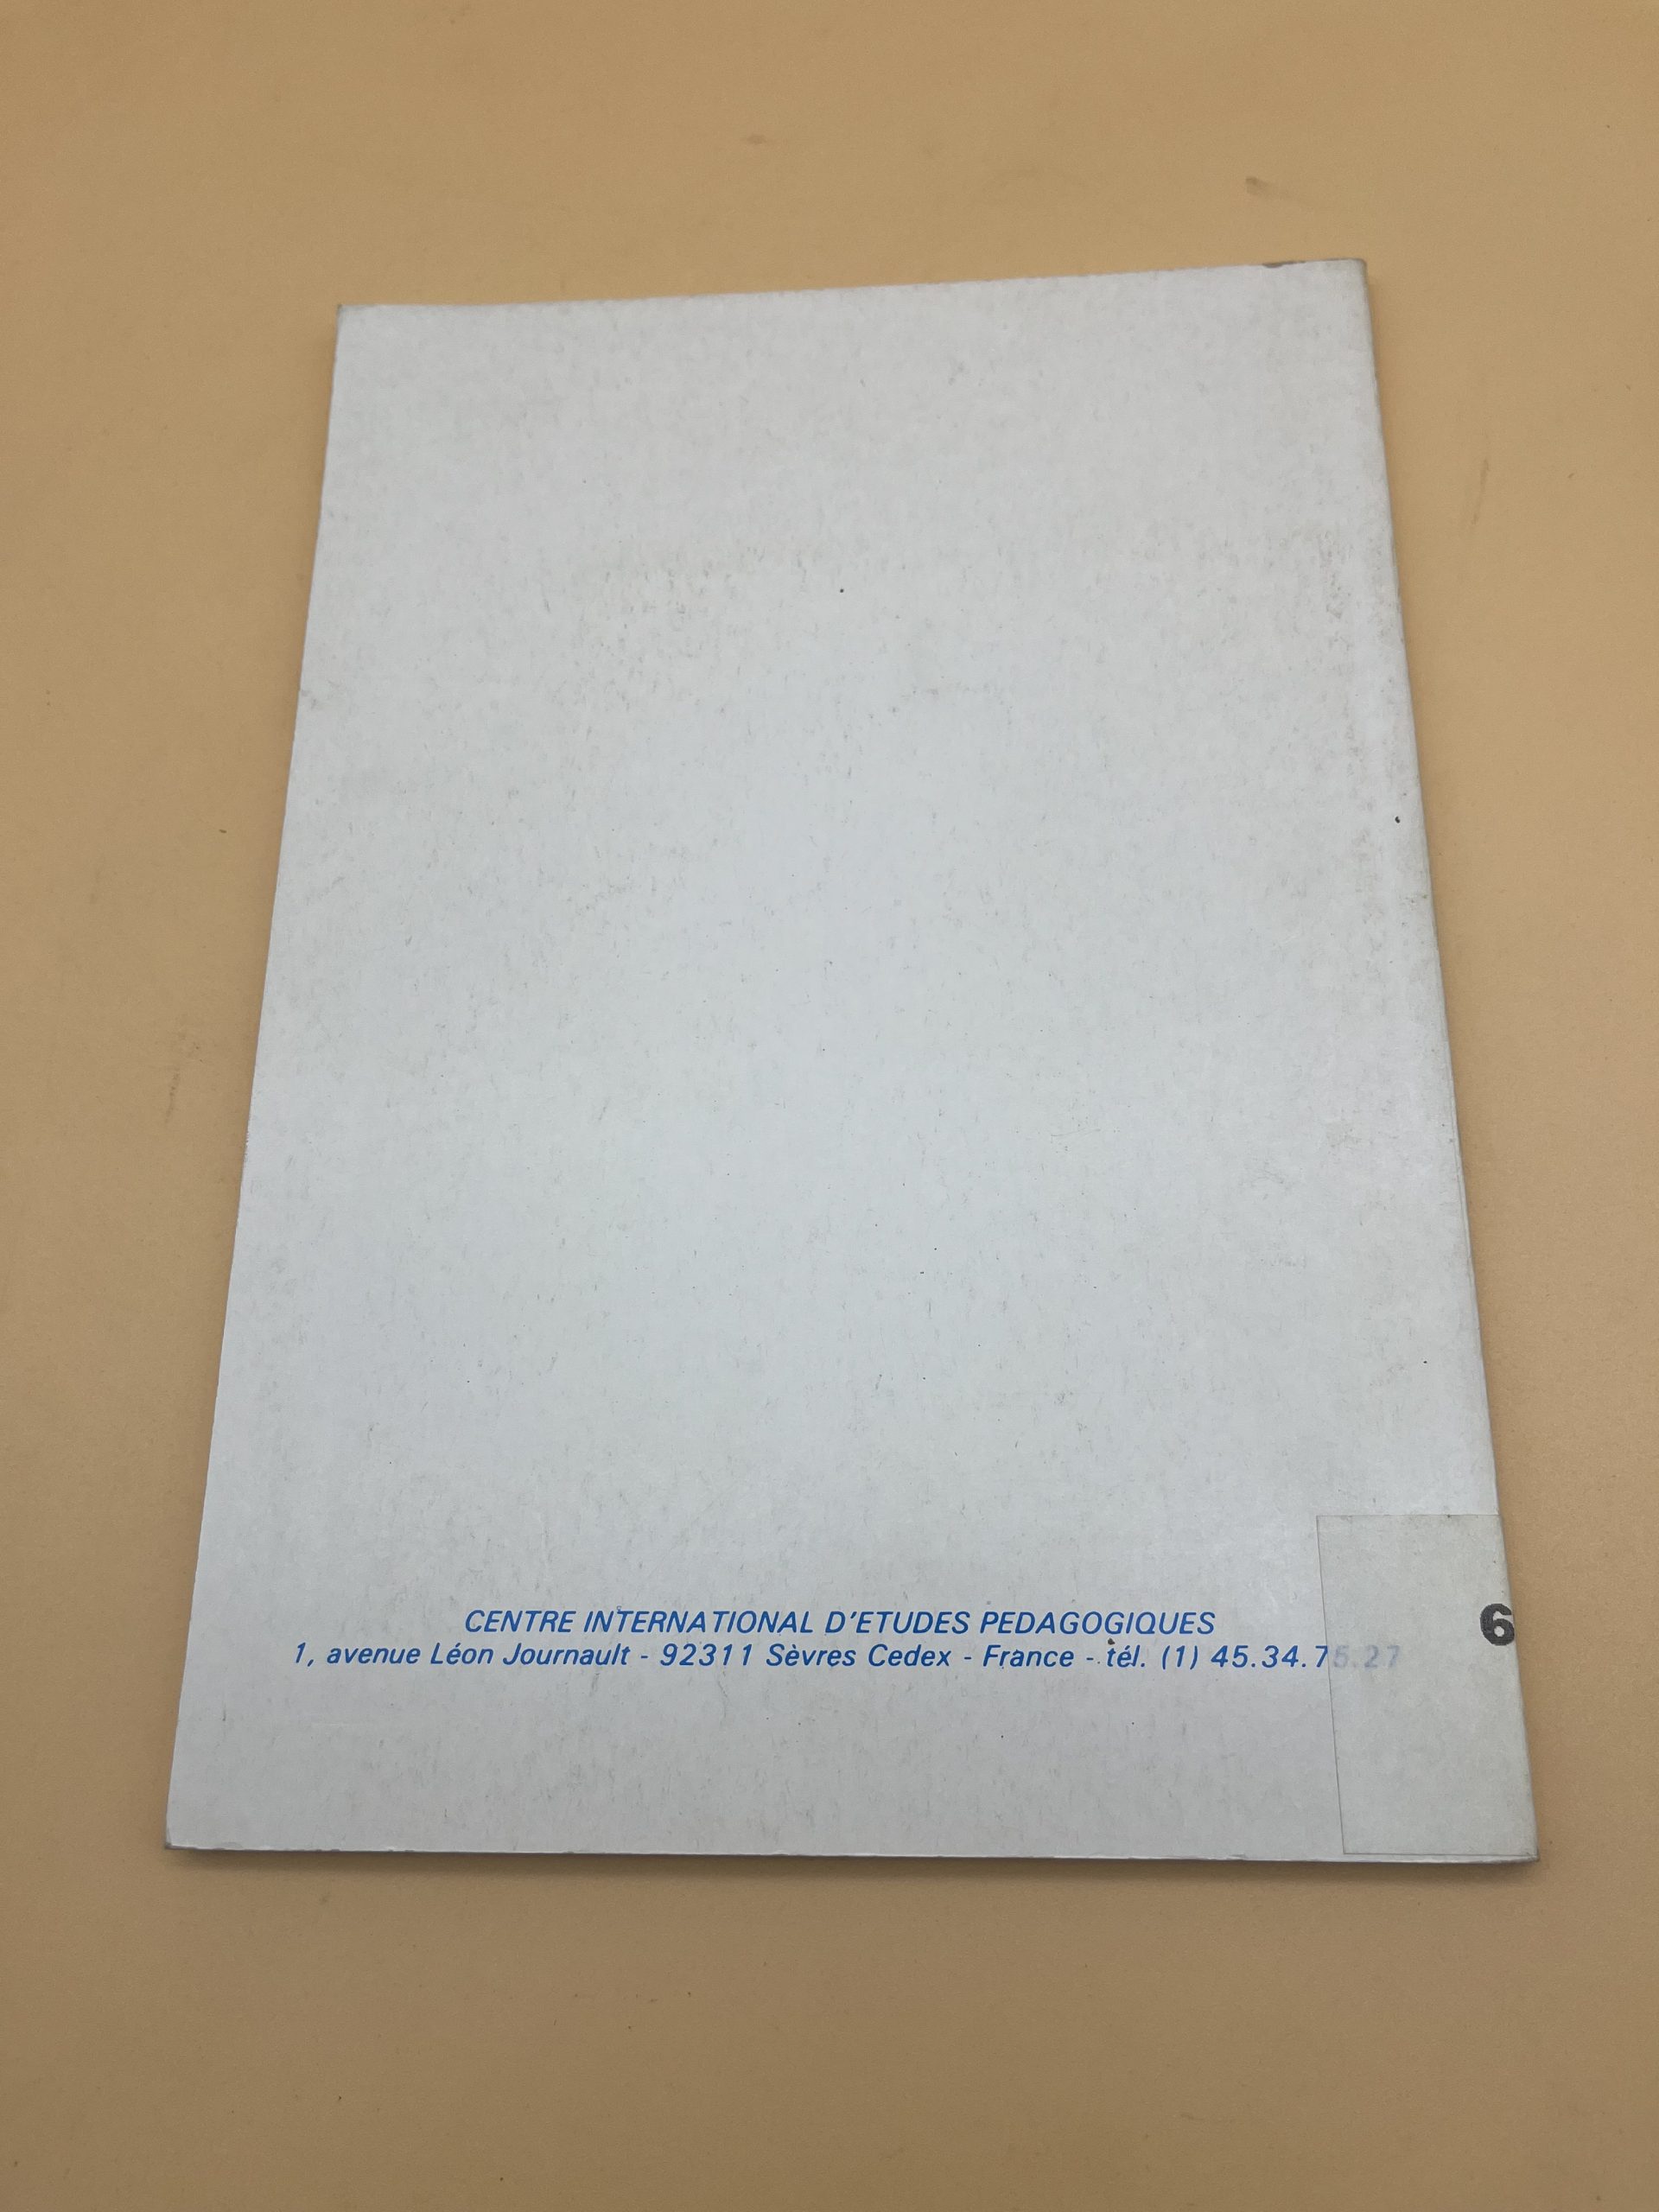 CENTRE INTERNATIONAL D'ETUDES PEDAGOGIQUES
1, avenue Léon Journault - 92311 Sèvres Cedex - France - tél. (1) 45.34.75.27
6